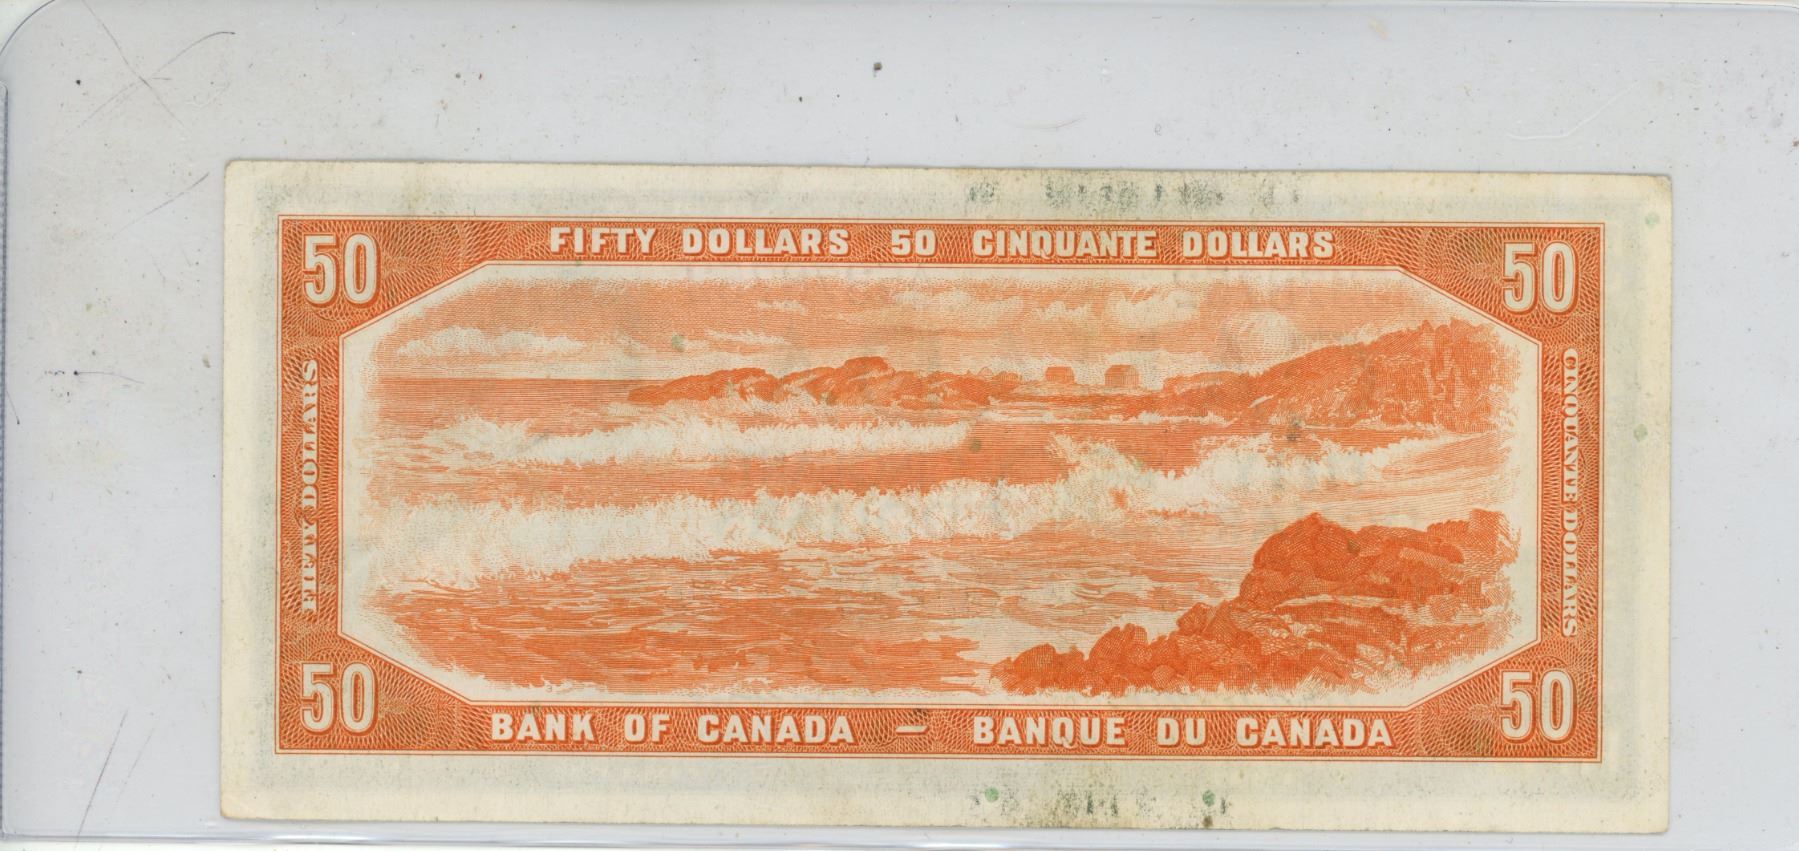 50 FIFTY DOLLARS 50 CINQUANTE DOLLARS 50
FIFTY DOLLARS
CINQUANTE DOLLARS
50 BANK OF CANADA — BANQUE DU CANADA 50